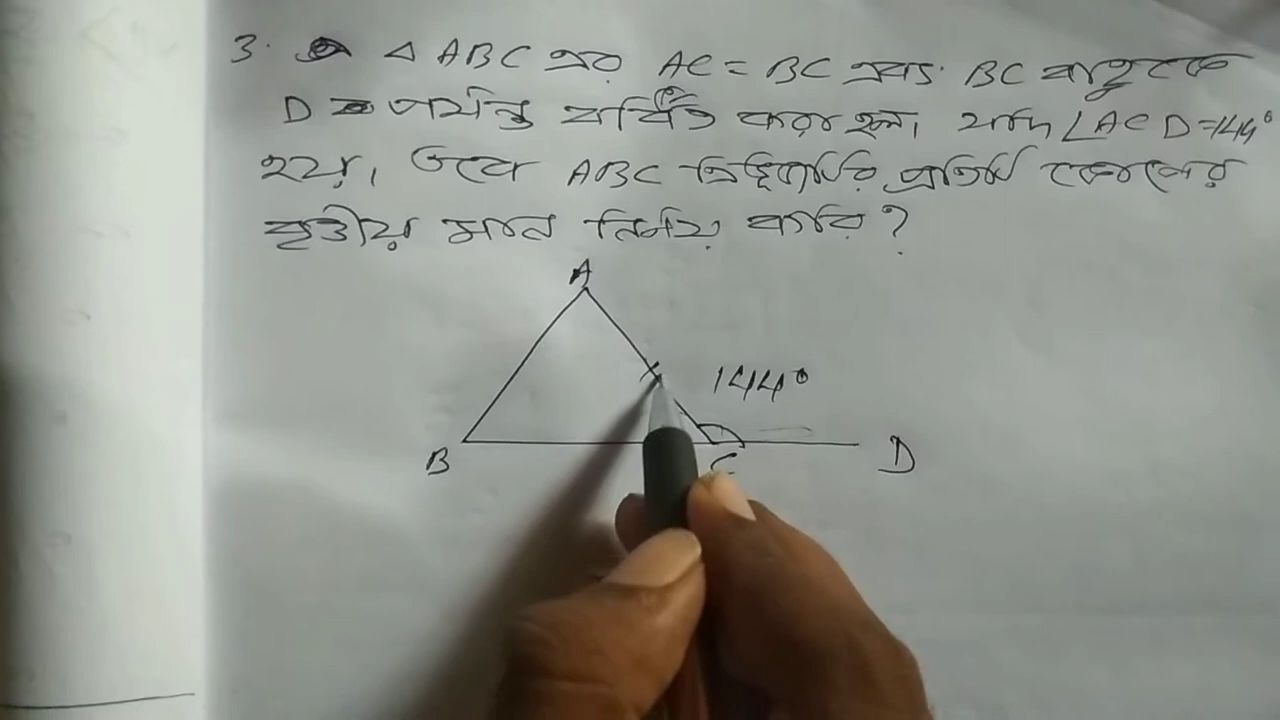 3. △ ABC এর AC = BC এবং BC বাহুকে
D পর্যন্ত বর্ধিত করা হল। যদি ∠ACD=144°
হয়, তবে ABC ত্রিভুজটির প্রতিটি কোণের
বৃত্তীয় মান নির্ণয় করি?
A
144°
B
C
D